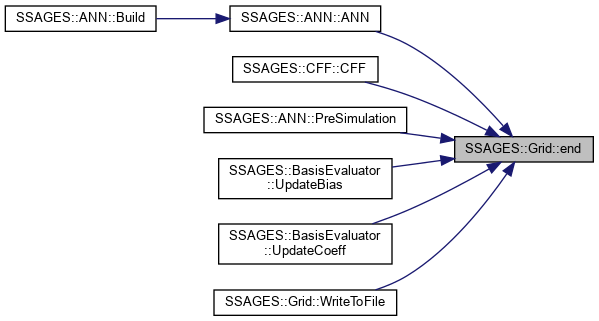 SSAGES::ANN::Build
SSAGES::ANN::ANN
SSAGES::CFF::CFF
SSAGES::ANN::PreSimulation
SSAGES::Grid::end
SSAGES::BasisEvaluator
::UpdateBias
SSAGES::BasisEvaluator
::UpdateCoeff
SSAGES::Grid::WriteToFile